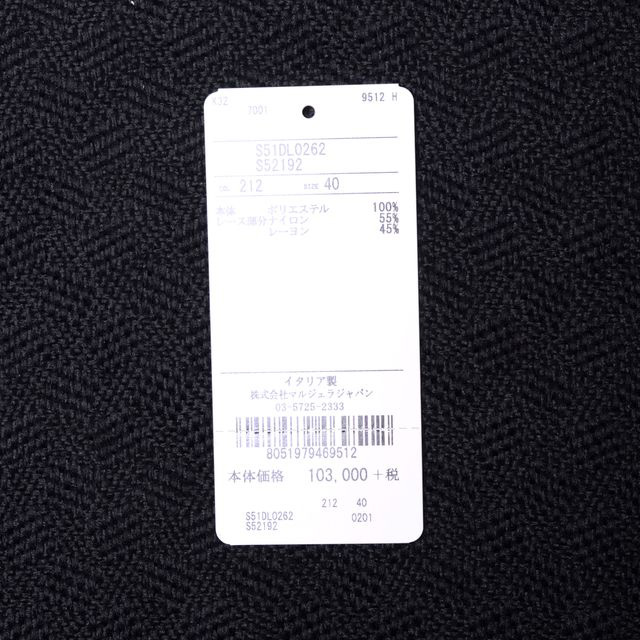 K32 9512 H
7001
S51DL0262
S52192
COL 212 SIZE 40
本体 ポリエステル 100%
レース部分ナイロン 55%
レーヨン 45%
イタリア製
株式会社マルジェラジャパン
03-5725-2333
8051979469512
本体価格 103,000 +税
212 40
S51DL0262 0201
S52192